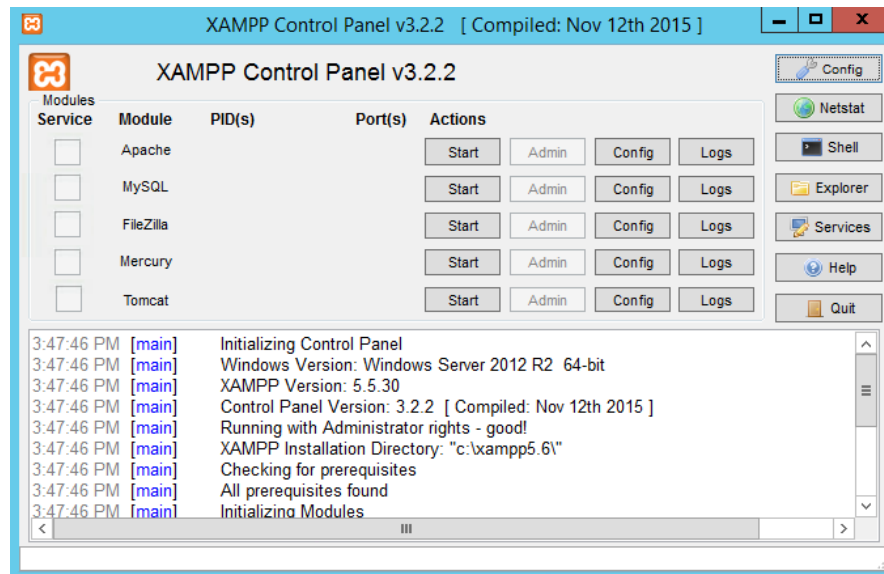 XAMPP Control Panel v3.2.2 [ Compiled: Nov 12th 2015 ]
XAMPP Control Panel v3.2.2
Config
Modules
Service Module PID(s) Port(s) Actions
Netstat
Apache Start Admin Config Logs
Shell
MySQL Start Admin Config Logs
Explorer
FileZilla Start Admin Config Logs
Services
Mercury Start Admin Config Logs
Help
Tomcat Start Admin Config Logs
Quit
3:47:46 PM [main] Initializing Control Panel
3:47:46 PM [main] Windows Version: Windows Server 2012 R2 64-bit
3:47:46 PM [main] XAMPP Version: 5.5.30
3:47:46 PM [main] Control Panel Version: 3.2.2 [ Compiled: Nov 12th 2015 ]
3:47:46 PM [main] Running with Administrator rights - good!
3:47:46 PM [main] XAMPP Installation Directory: "c:\xampp5.6\"
3:47:46 PM [main] Checking for prerequisites
3:47:46 PM [main] All prerequisites found
3:47:46 PM [main] Initializing Modules